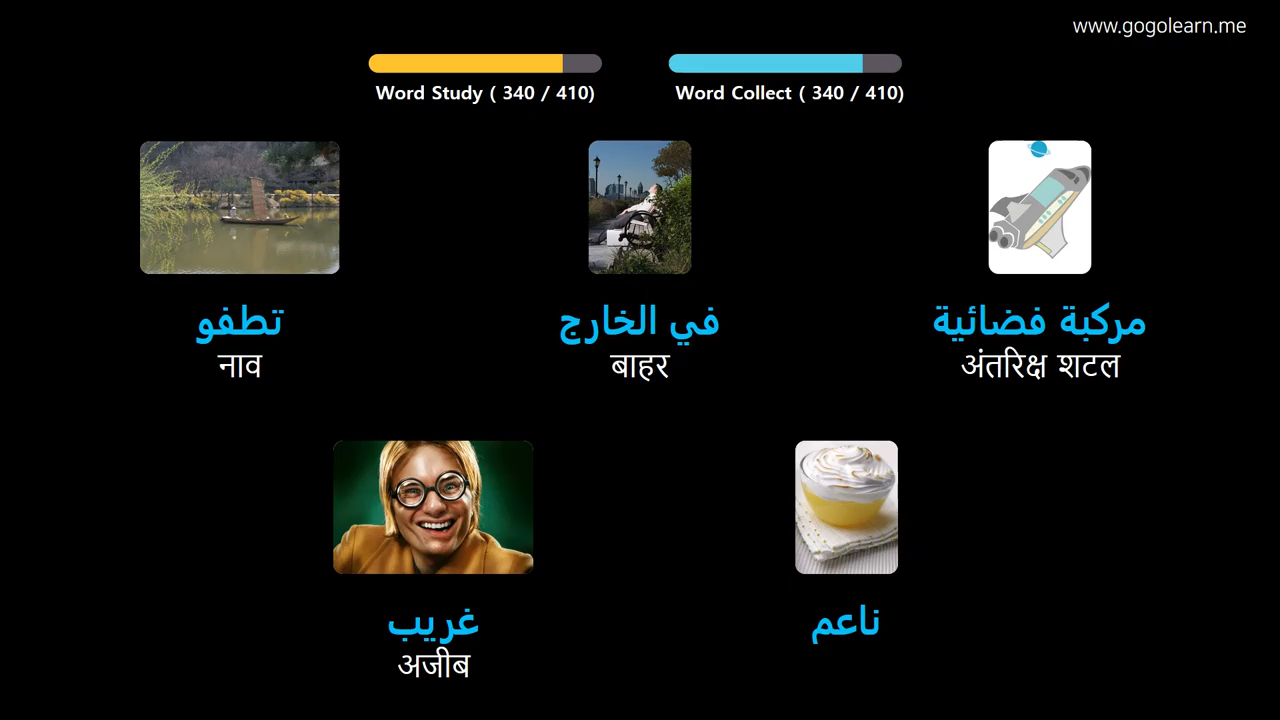 www.gogolearn.me
Word Study ( 340 / 410)
Word Collect ( 340 / 410)
تطفو
नाव
في الخارج
बाहर
مركبة فضائية
अंतरिक्ष शटल
غريب
अजीब
ناعم